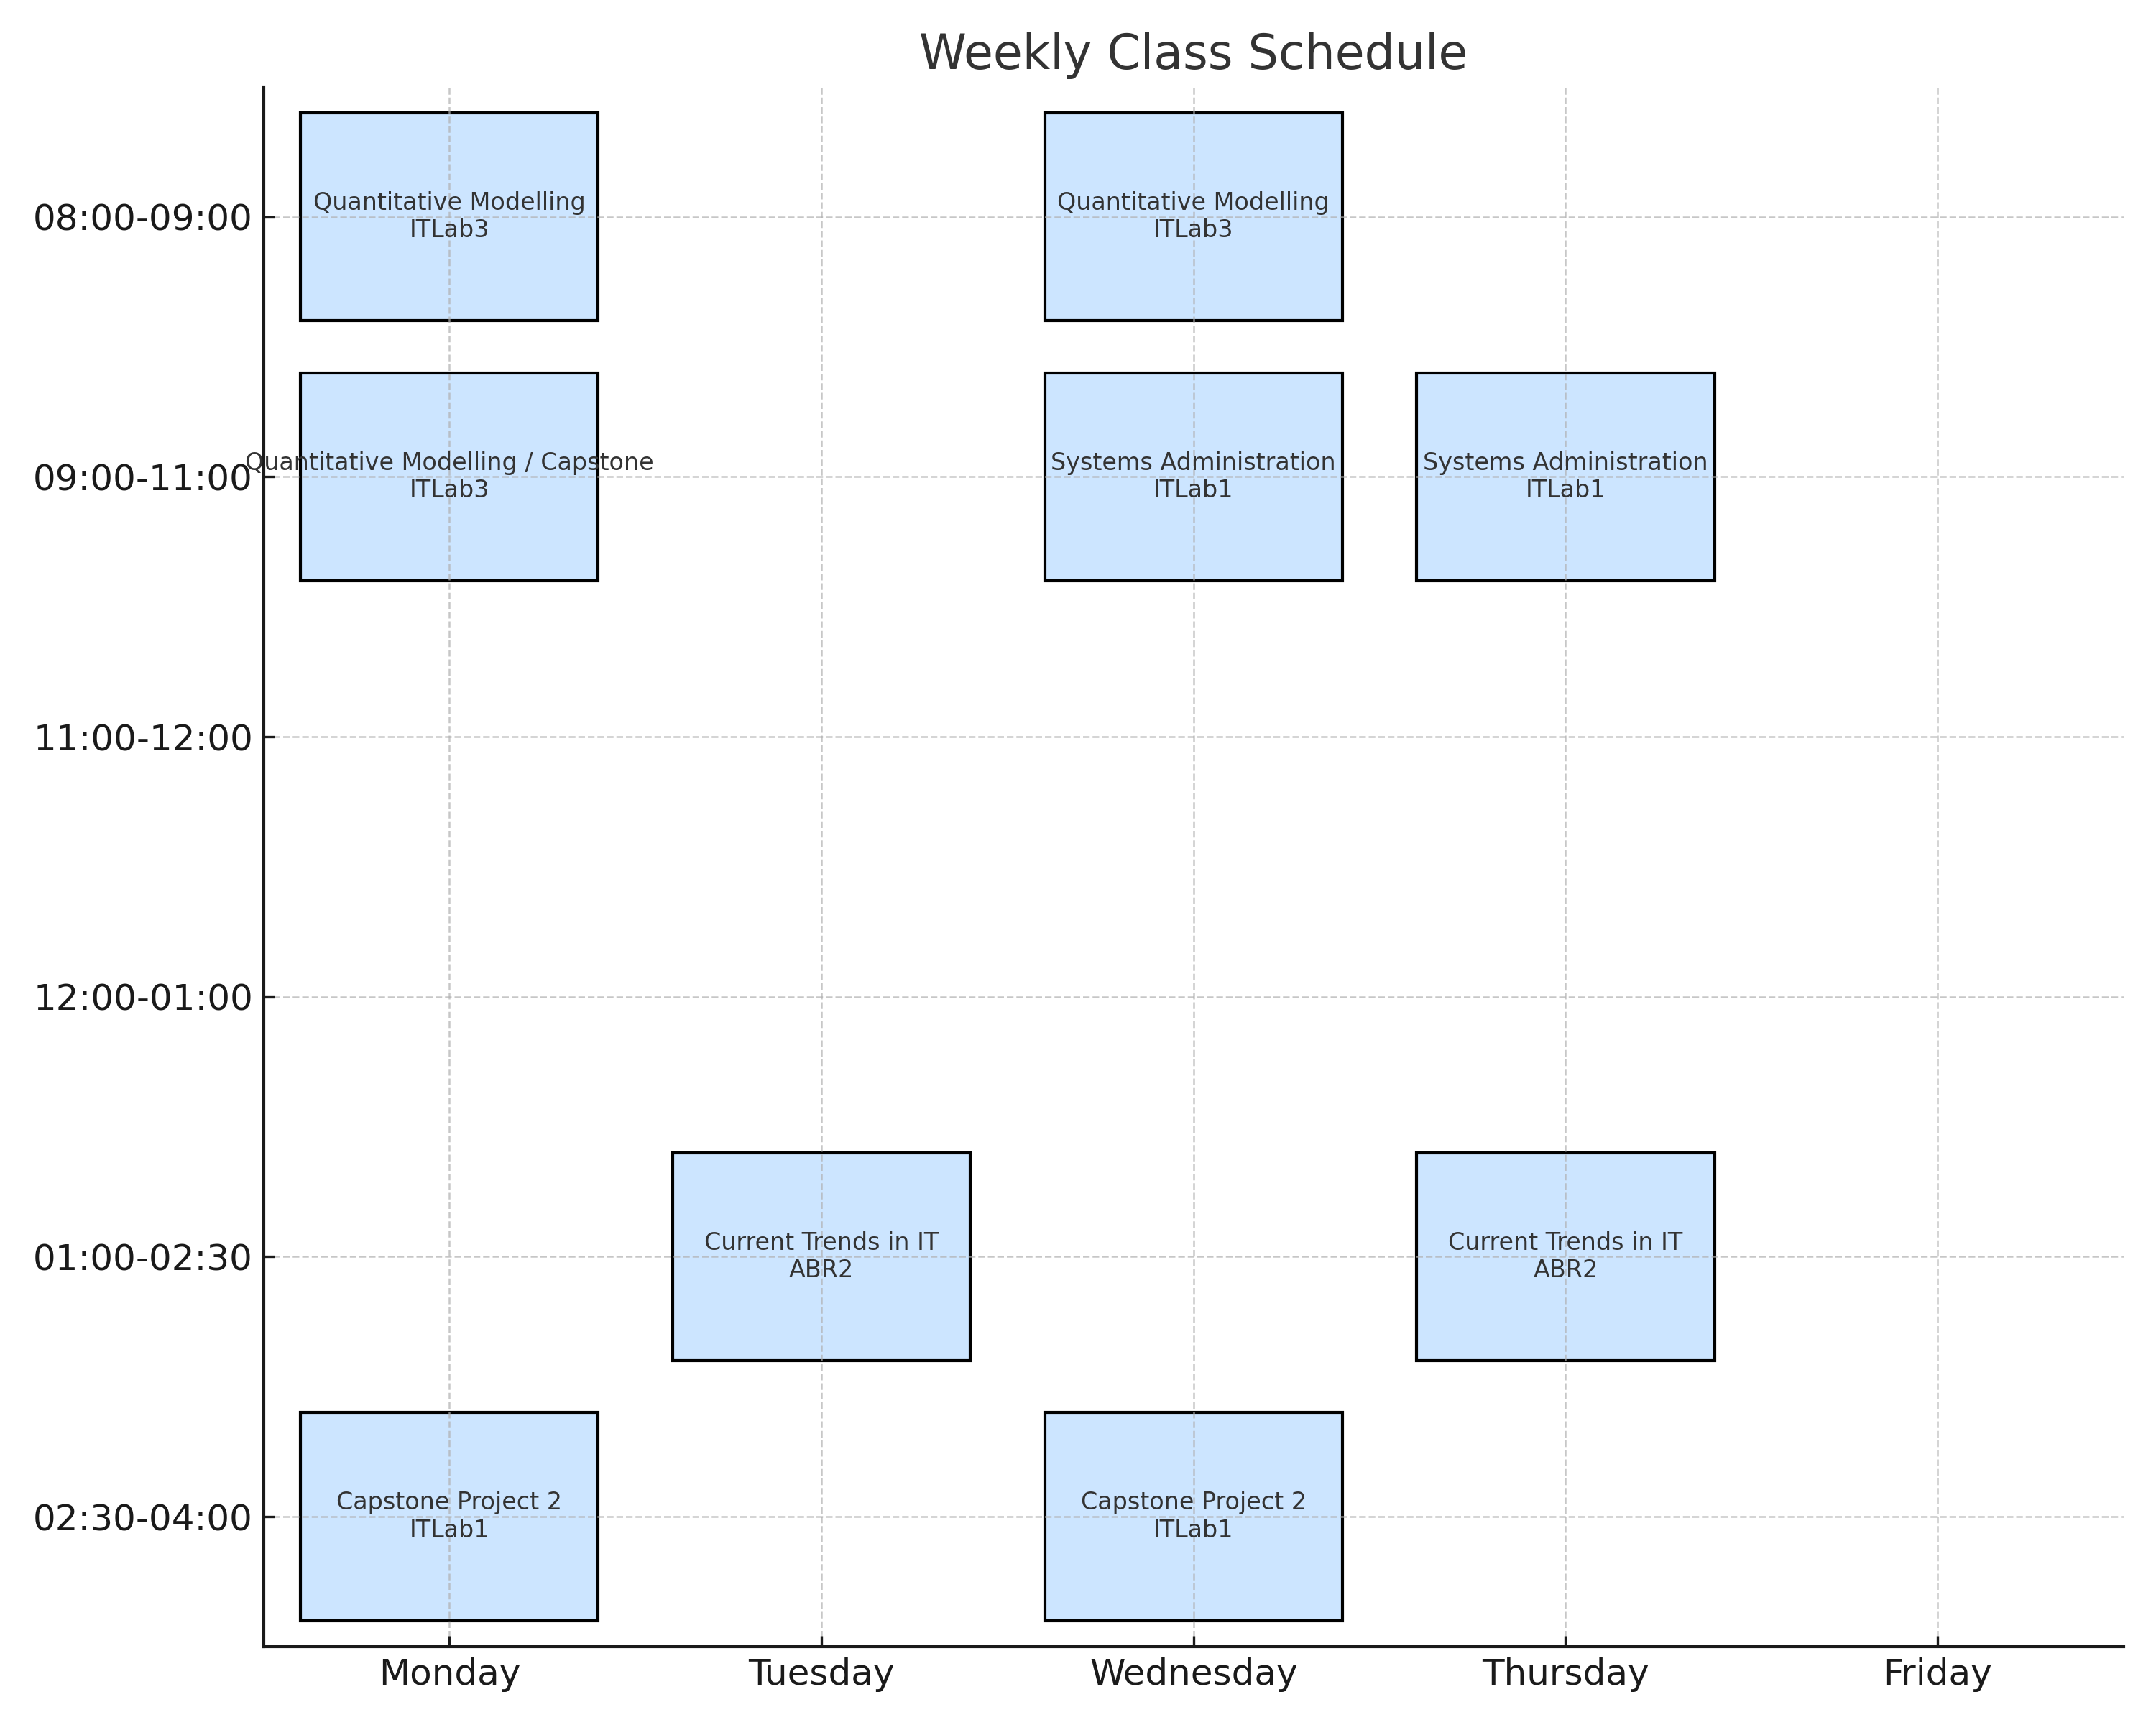 Weekly Class Schedule
08:00-09:00
Quantitative Modelling
ITLab3
Quantitative Modelling
ITLab3
09:00-11:00
Quantitative Modelling / Capstone
ITLab3
Systems Administration
ITLab1
Systems Administration
ITLab1
11:00-12:00
12:00-01:00
01:00-02:30
Current Trends in IT
ABR2
Current Trends in IT
ABR2
02:30-04:00
Capstone Project 2
ITLab1
Capstone Project 2
ITLab1
Monday
Tuesday
Wednesday
Thursday
Friday